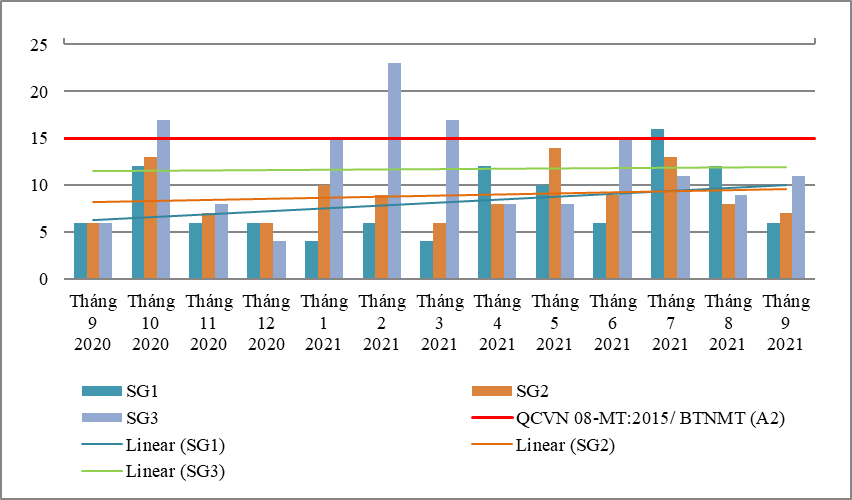 25
20
15
10
5
0
Tháng Tháng Tháng Tháng Tháng Tháng Tháng Tháng Tháng Tháng Tháng Tháng Tháng
9 10 11 12 1 2 3 4 5 6 7 8 9
2020 2020 2020 2020 2021 2021 2021 2021 2021 2021 2021 2021 2021
SG1 SG2
SG3 QCVN 08-MT:2015/ BTNMT (A2)
Linear (SG1) Linear (SG2)
Linear (SG3)